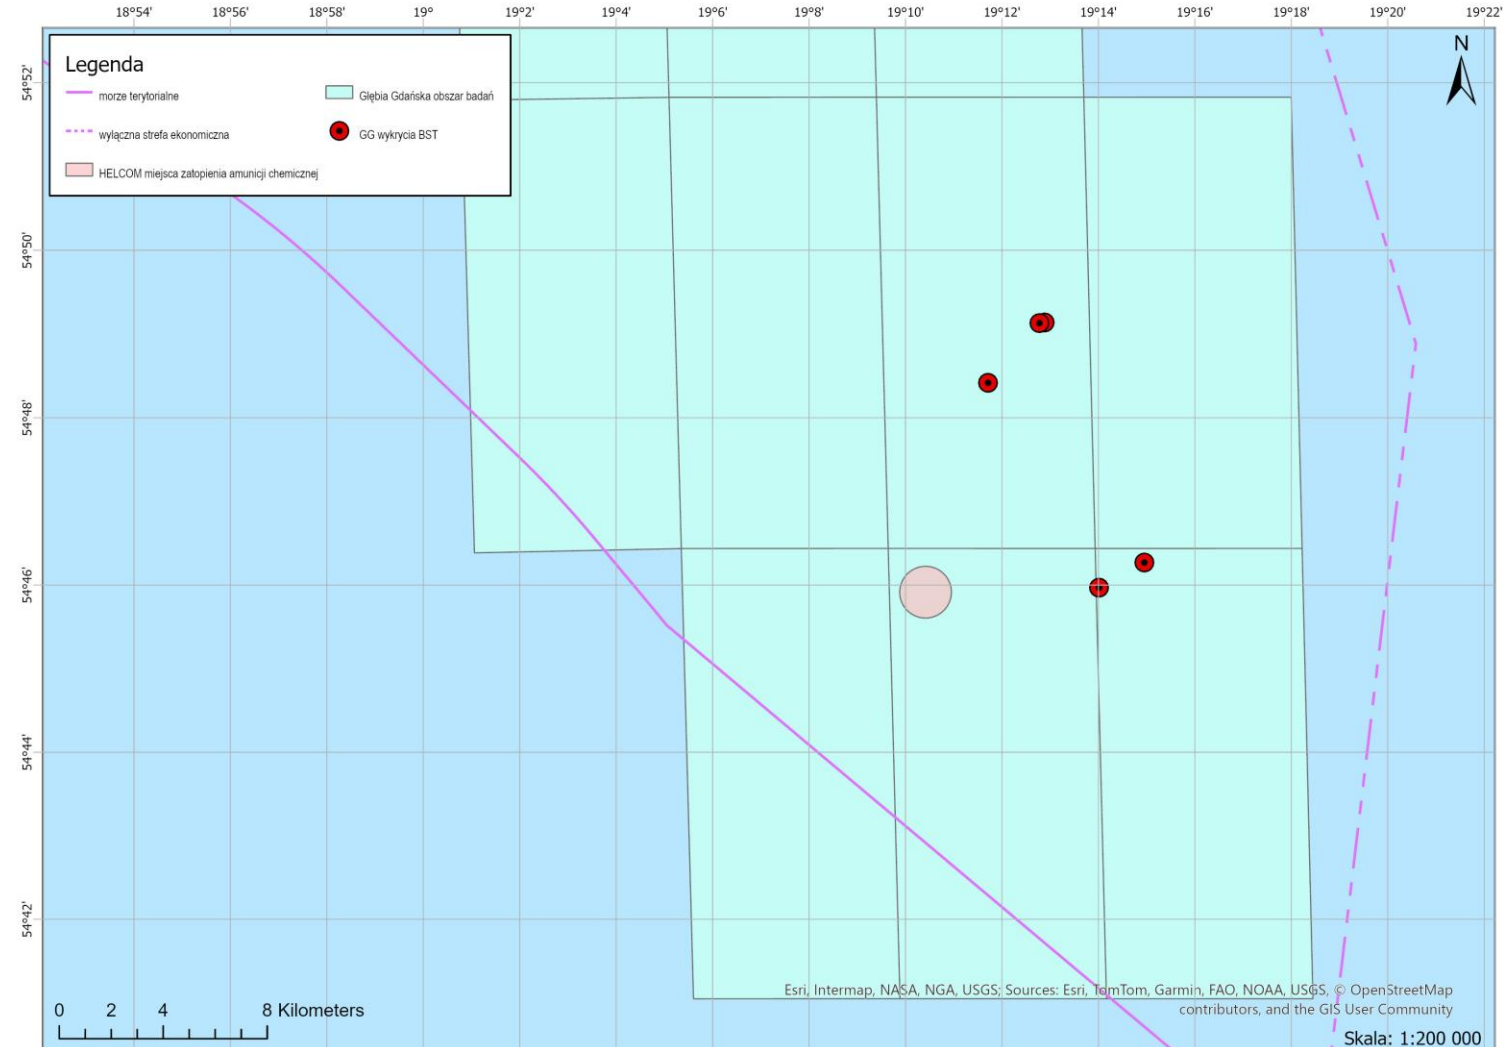 18°54' 18°56' 18°58' 19° 19°2' 19°4' 19°6' 19°8' 19°10' 19°12' 19°14' 19°16' 19°18' 19°20' 19°22'
N
54°52'
54°50'
54°48'
54°46'
54°44'
54°42'
Legenda
morze terytorialne
wyłączna strefa ekonomiczna
HELCOM miejsca zatopienia amunicji chemicznej
Głębia Gdańska obszar badań
GG wykrycia BST
0 2 4 8 Kilometers
Esri, Intermap, NASA, NGA, USGS; Sources: Esri, TomTom, Garmin, FAO, NOAA, USGS, © OpenStreetMap
contributors, and the GIS User Community
Skala: 1:200 000